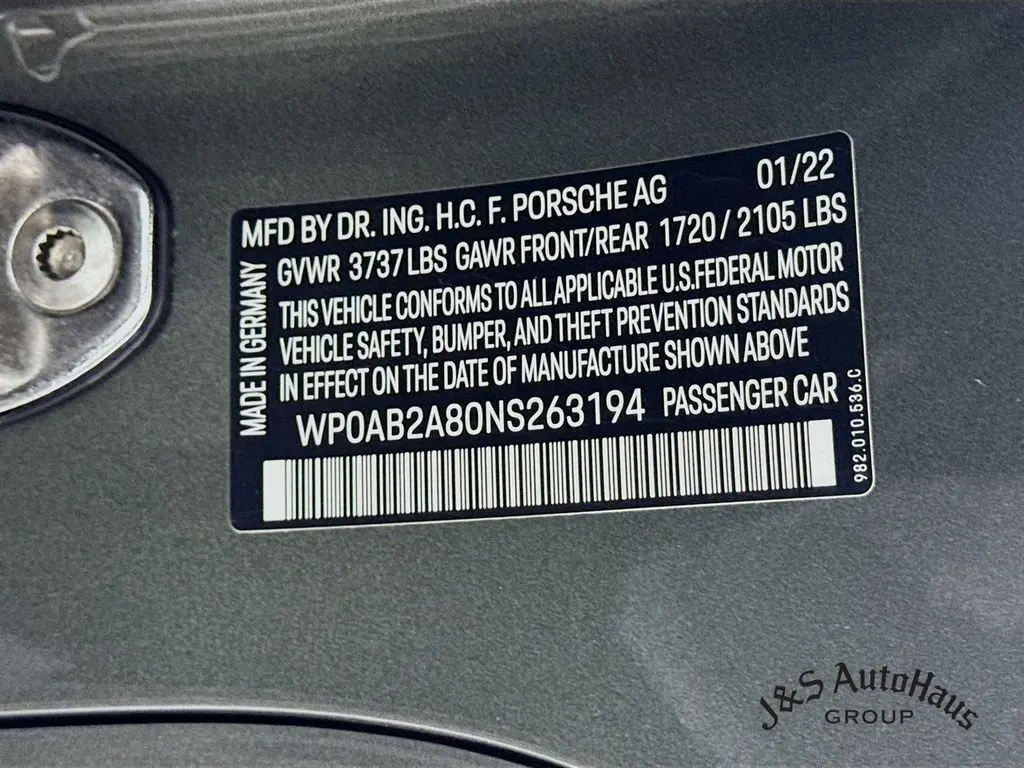 MFD BY DR. ING. H.C. F. PORSCHE AG 01/22
GVWR 3737 LBS GAWR FRONT/REAR 1720 / 2105 LBS
THIS VEHICLE CONFORMS TO ALL APPLICABLE U.S.FEDERAL MOTOR
VEHICLE SAFETY, BUMPER, AND THEFT PREVENTION STANDARDS
IN EFFECT ON THE DATE OF MANUFACTURE SHOWN ABOVE
WP0AB2A80NS263194 PASSENGER CAR
MADE IN GERMANY
982.010.536.C
J&S AutoHaus
GROUP